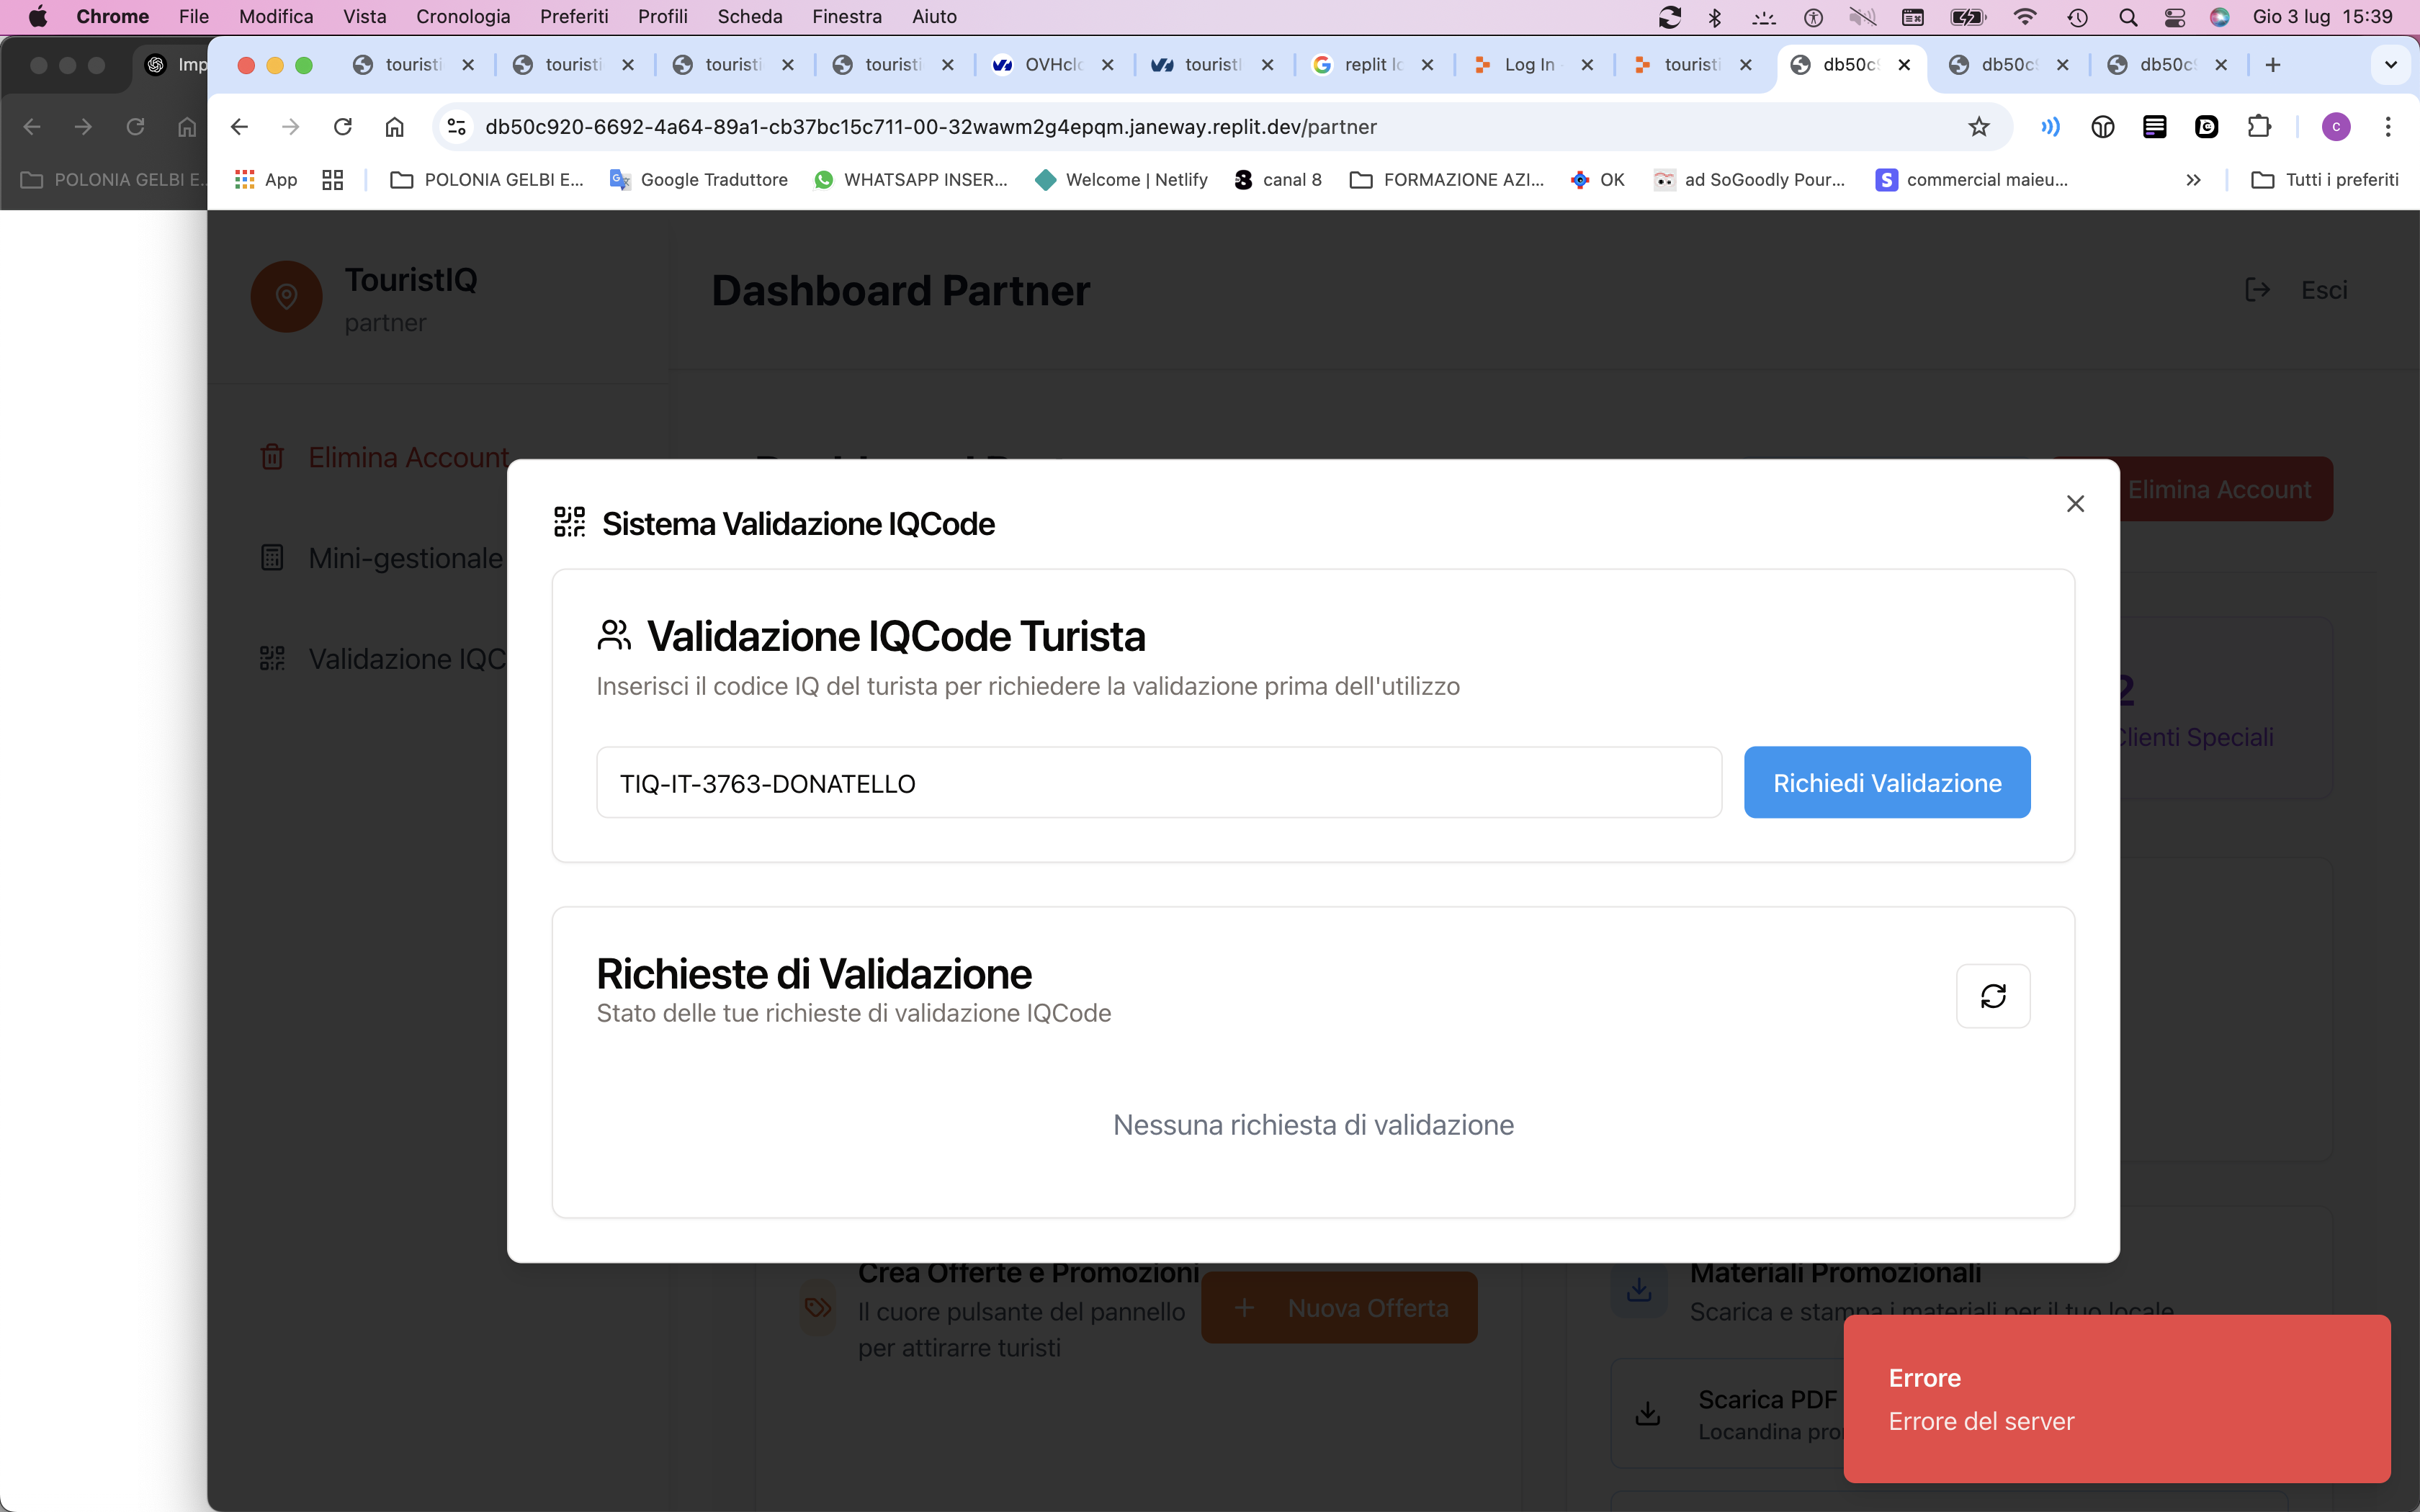 Chrome File Modifica Vista Cronologia Preferiti Profili Scheda Finestra Aiuto Gio 3 lug 15:39
Imp touristi touristi touristi touristi OVHclo touristI replit lo Log In touristi db50c9 db50c9 db50c9
db50c920-6692-4a64-89a1-cb37bc15c711-00-32wawm2g4epqm.janeway.replit.dev/partner c
POLONIA GELBI E... App POLONIA GELBI E... Google Traduttore WHATSAPP INSER... Welcome | Netlify canal 8 FORMAZIONE AZI... OK ad SoGoodly Pour... commercial maieu... Tutti i preferiti
TouristIQ
partner
Dashboard Partner
Esci
Elimina Account
Mini-gestionale
Validazione IQC
Elimina Account
2
Clienti Speciali
Sistema Validazione IQCode
Validazione IQCode Turista
Inserisci il codice IQ del turista per richiedere la validazione prima dell'utilizzo
TIQ-IT-3763-DONATELLO
Richiedi Validazione
Richieste di Validazione
Stato delle tue richieste di validazione IQCode
Nessuna richiesta di validazione
Crea Offerte e Promozioni
Il cuore pulsante del pannello
per attirarre turisti
Nuova Offerta
Materiali Promozionali
Scarica e stampa i materiali per il tuo locale
Scarica PDF
Locandina pro
Errore
Errore del server